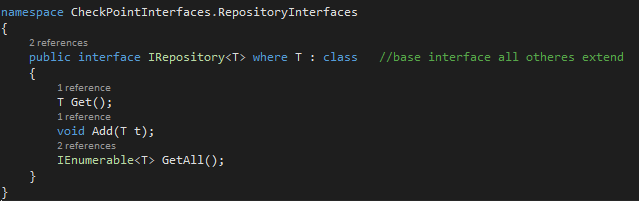 namespace CheckPointInterfaces.RepositoryInterfaces
{
2 references
public interface IRepository<T> where T : class //base interface all otheres extend
{
1 reference
T Get();
1 reference
void Add(T t);
2 references
IEnumerable<T> GetAll();
}
}